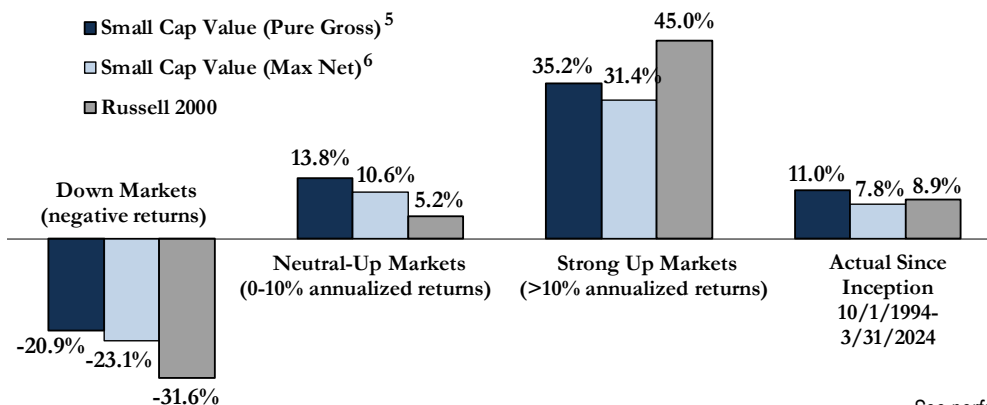 Small Cap Value (Pure Gross)⁵
Small Cap Value (Max Net)⁶
Russell 2000
Down Markets
(negative returns)
-20.9%
-23.1%
-31.6%
13.8%
10.6%
5.2%
Neutral-Up Markets
(0-10% annualized returns)
35.2%
31.4%
45.0%
Strong Up Markets
(>10% annualized returns)
11.0%
7.8%
8.9%
Actual Since
Inception
10/1/1994-
3/31/2024